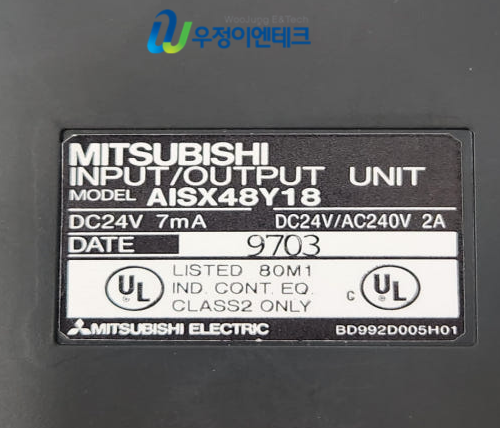 WooJung E&Tech
우정이엔테크
MITSUBISHI
INPUT/OUTPUT UNIT
MODEL A1SX48Y18
DC24V 7mA DC24V/AC240V 2A
DATE 9703
UL LISTED 80M1
IND. CONT. EQ.
CLASS2 ONLY
C UL
MITSUBISHI ELECTRIC BD992D005H01